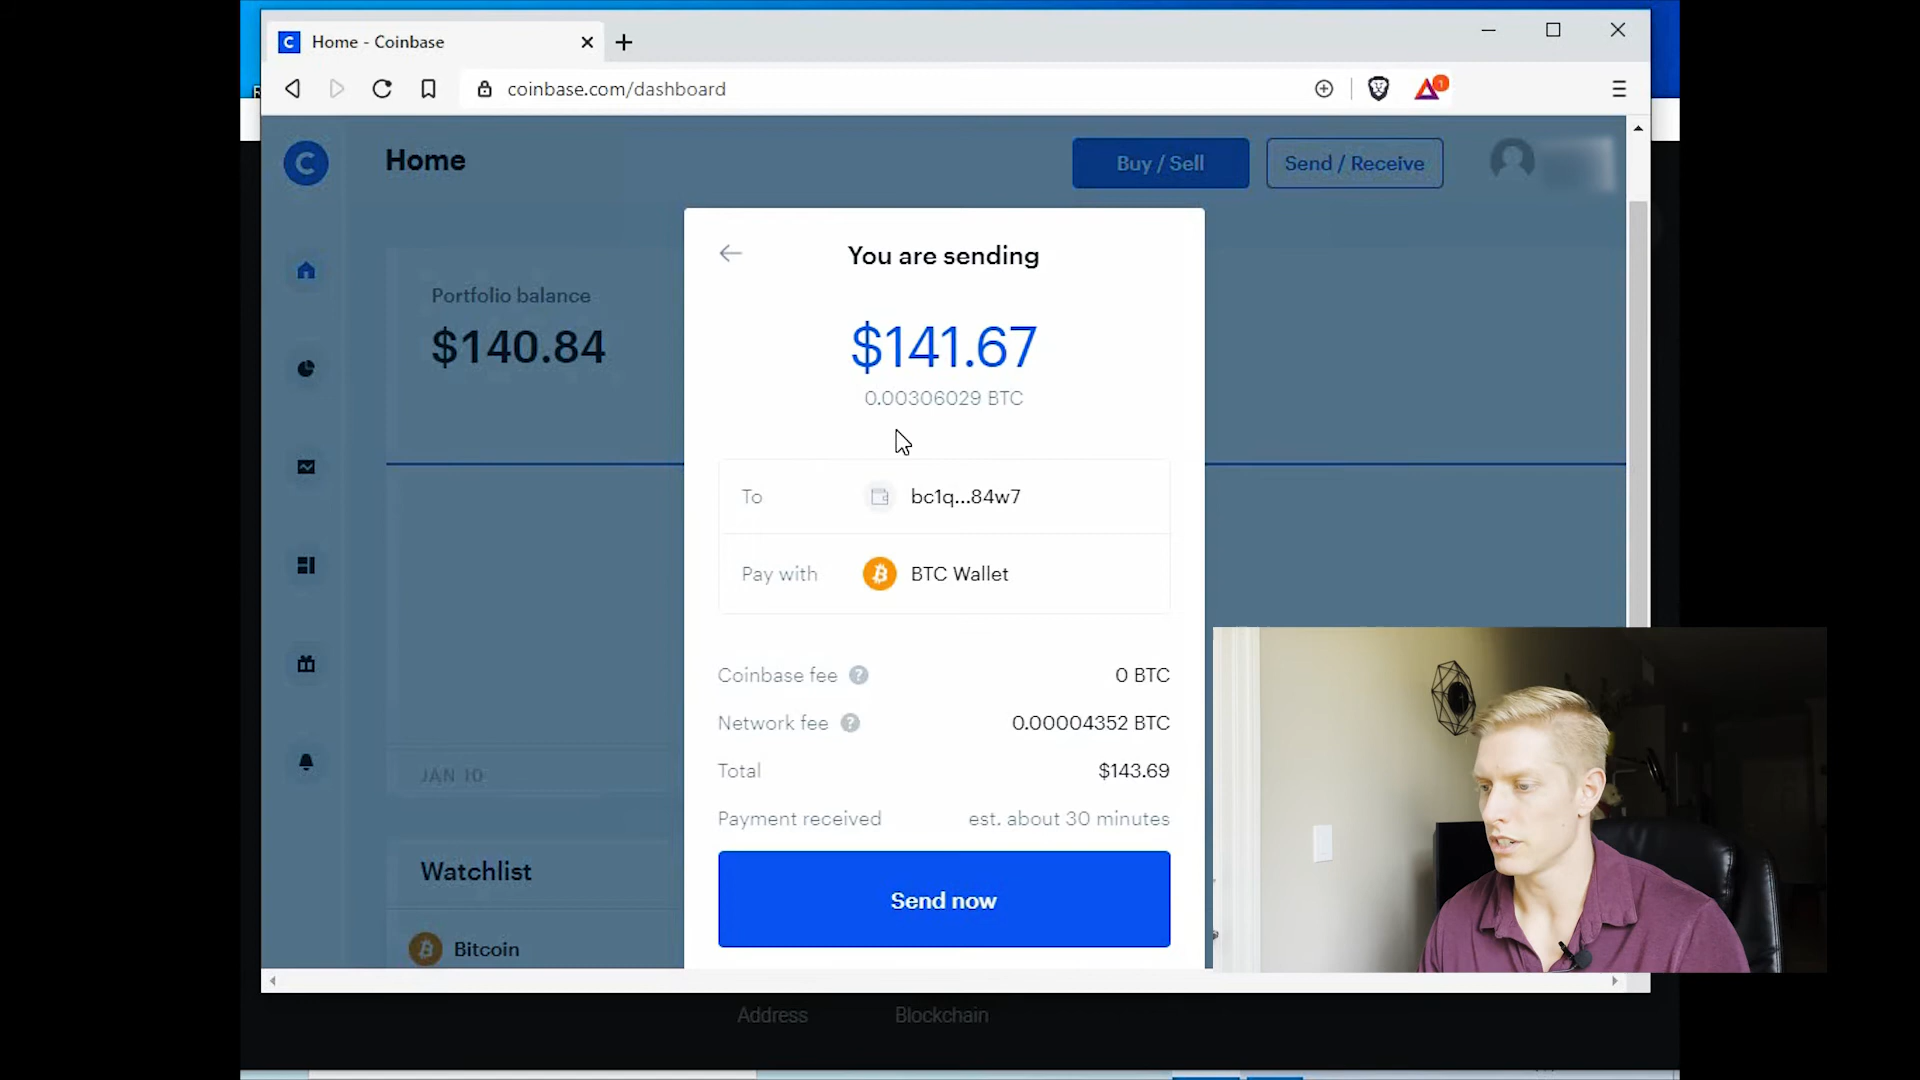 Home - Coinbase
coinbase.com/dashboard
1
C
Home
Buy / Sell
Send / Receive
Portfolio balance
$140.84
You are sending
$141.67
0.00306029 BTC
To
bc1q...84w7
Pay with
BTC Wallet
Coinbase fee ?
0 BTC
Network fee ?
0.00004352 BTC
Total
$143.69
Payment received
est. about 30 minutes
Send now
JAN 10
Watchlist
Bitcoin
Address
Blockchain